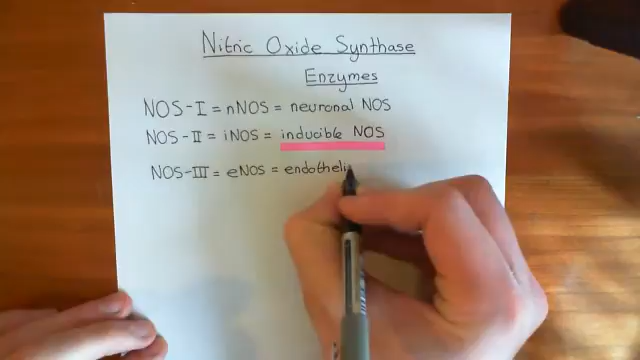 Nitric Oxide Synthase
Enzymes
NOS-I = nNOS = neuronal NOS
NOS-II = iNOS = inducible NOS
NOS-III = eNOS = endotheli